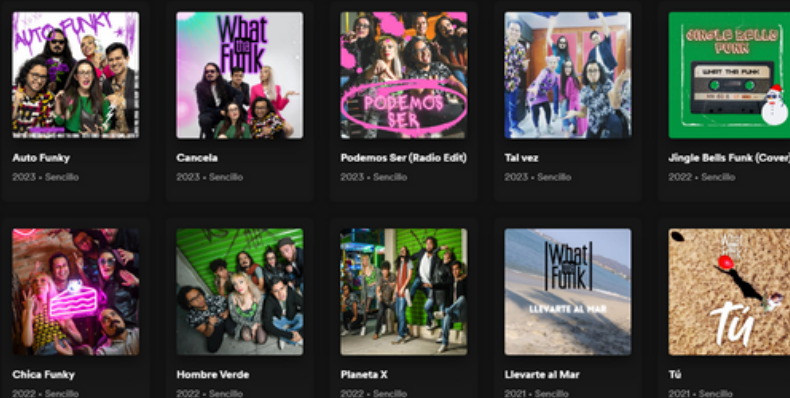 AUTO FUNKY
What
tha
Funk
PODEMOS
SER
JINGLE BELLS
FUNK
WHAT THA FUNK
Auto Funky
Cancela
Podemos Ser (Radio Edit)
Tal vez
Jingle Bells Funk (Cover)
2023 • Sencillo
2023 • Sencillo
2023 • Sencillo
2023 • Sencillo
2022 • Sencillo
What
tha
Funk
LLEVARTE AL MAR
Tú
Chica Funky
Hombre Verde
Planeta X
Llevarte al Mar
Tú
2022 • Sencillo
2022 • Sencillo
2022 • Sencillo
2021 • Sencillo
2021 • Sencillo